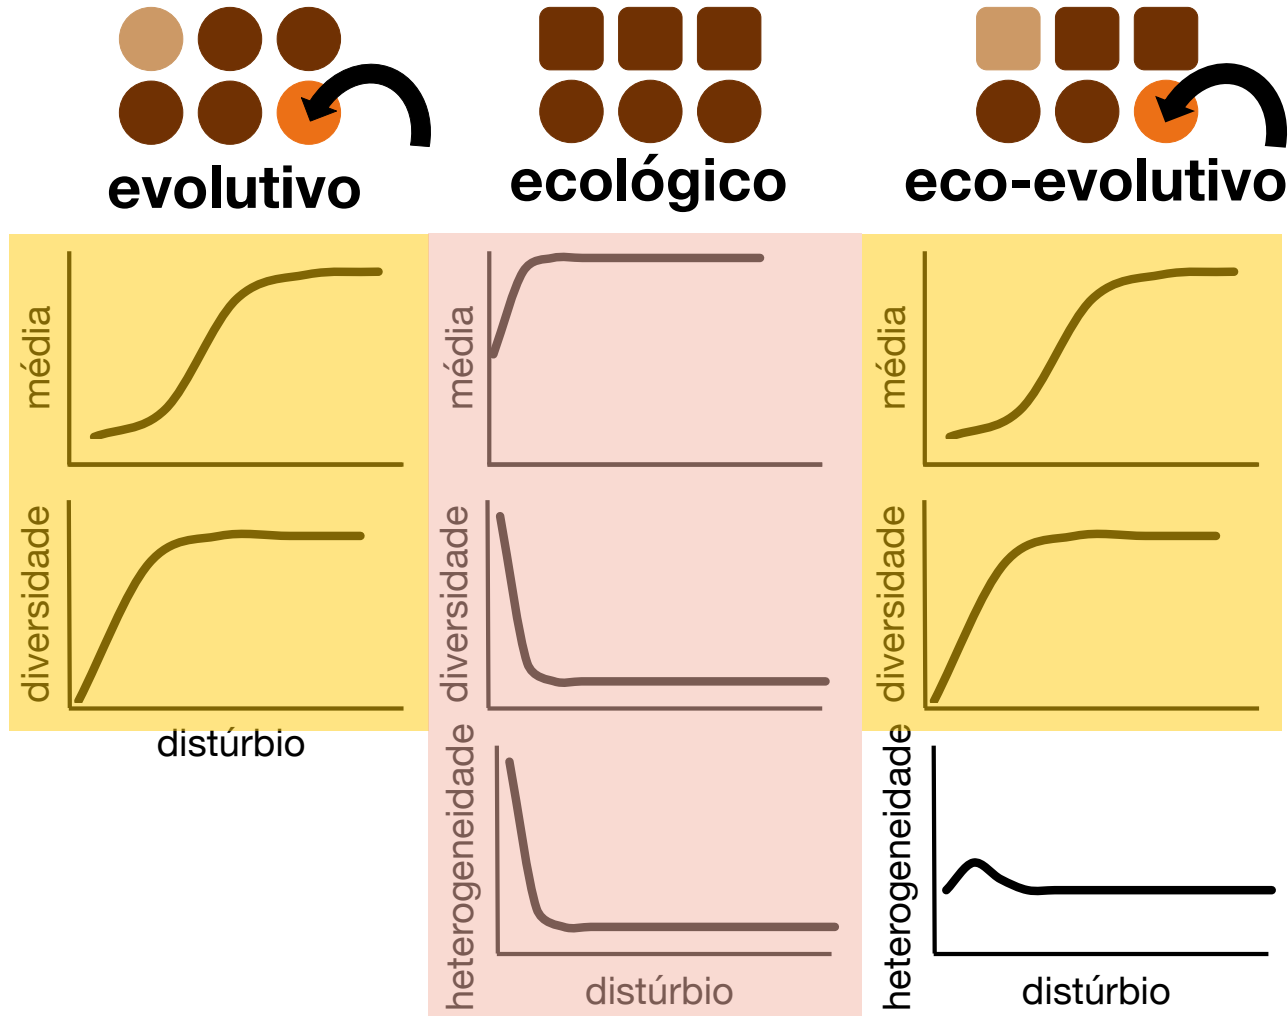 evolutivo
ecológico
eco-evolutivo
média
média
média
diversidade
diversidade
diversidade
distúrbio
heterogeneidade
heterogeneidade
distúrbio
distúrbio